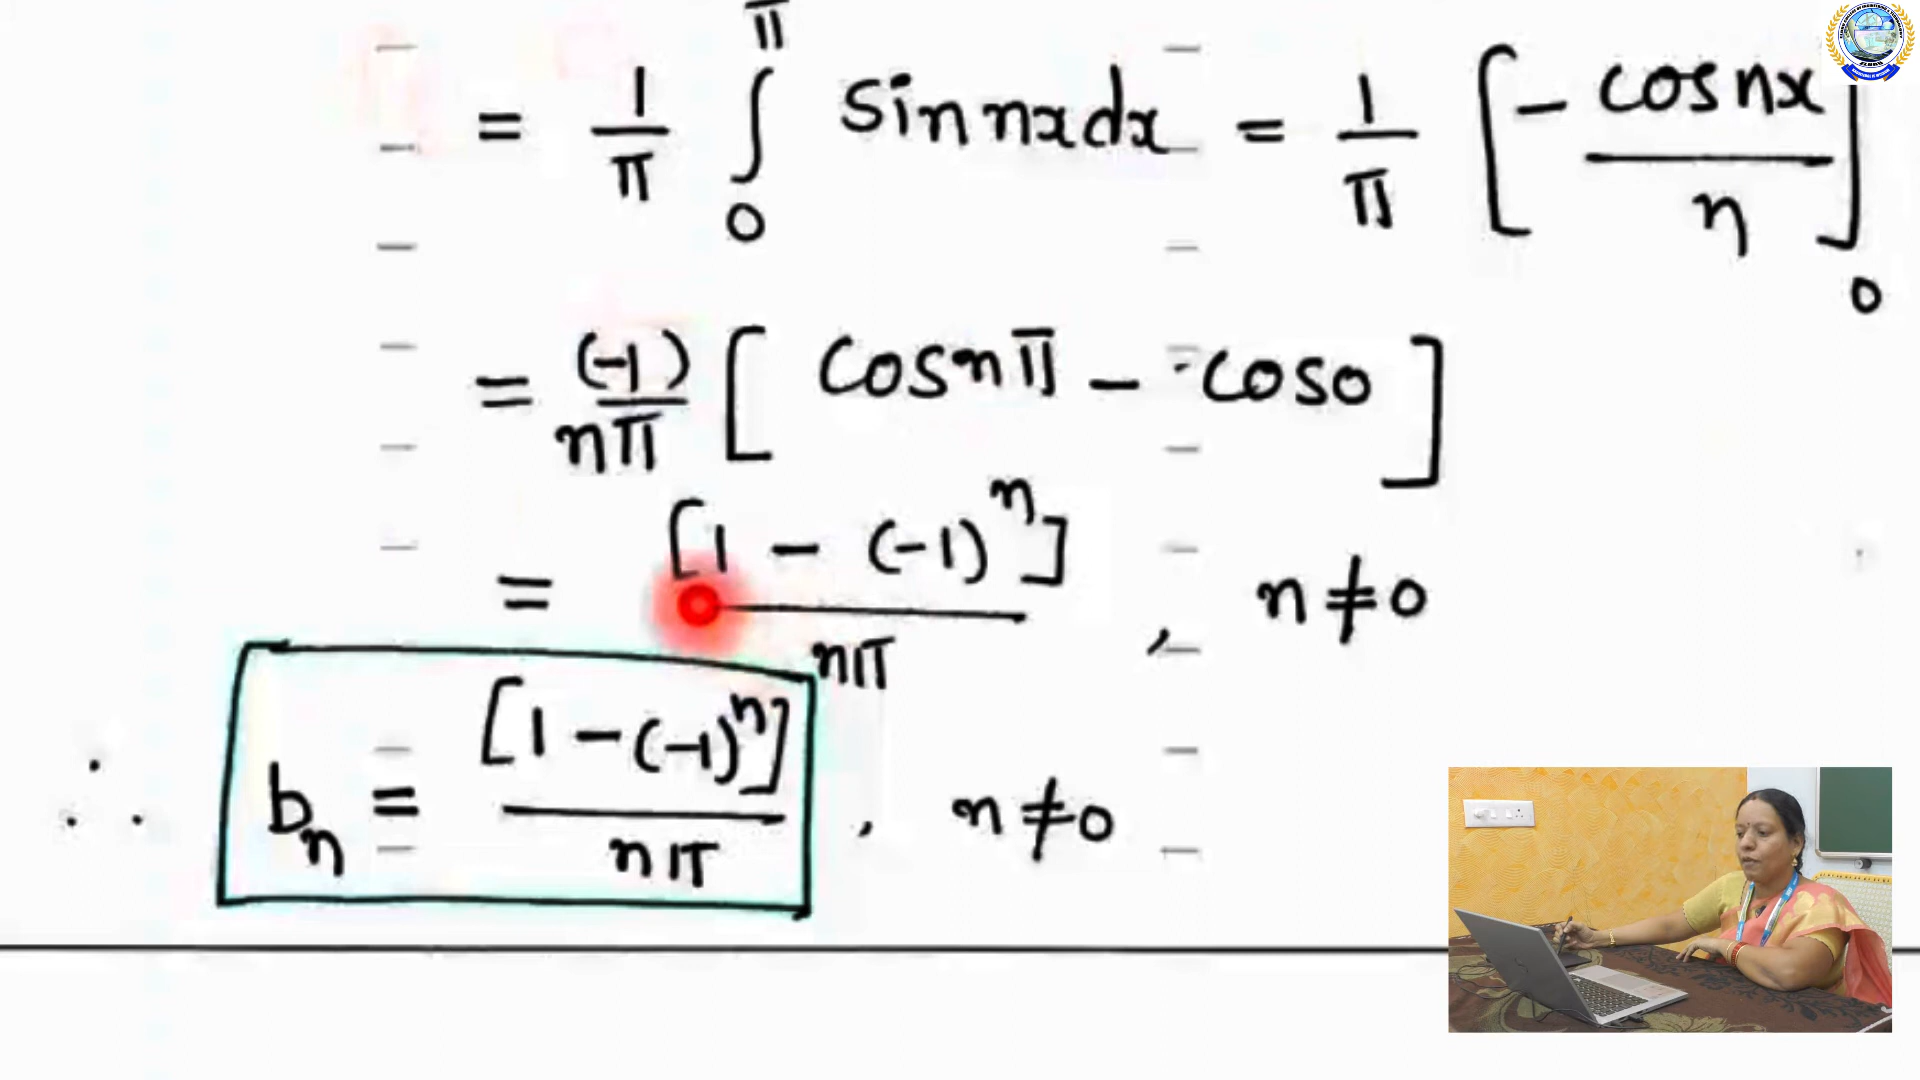 = 1/π ∫₀^π sin nx dx = 1/π [ - cos nx / n ]₀
= (-1)/nπ [ cos nπ - cos 0 ]
= [1 - (-1)^n] / nπ , n ≠ 0
∴ bₙ = [1 - (-1)^n] / nπ , n ≠ 0